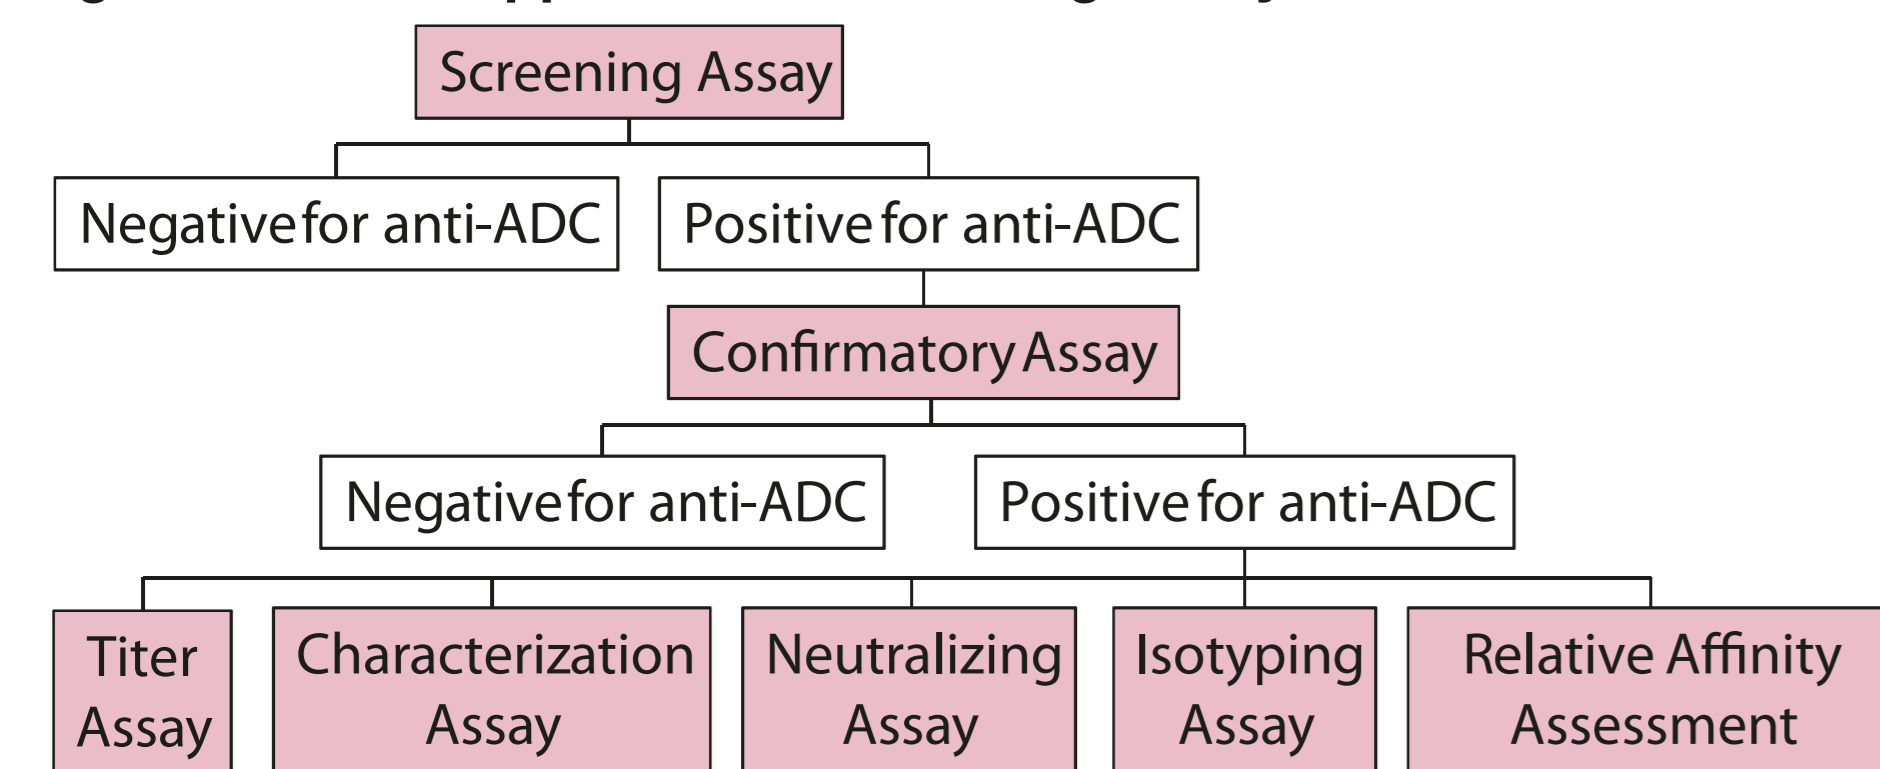 Screening Assay
Negative for anti-ADC
Positive for anti-ADC
Confirmatory Assay
Negative for anti-ADC
Positive for anti-ADC
Titer
Assay
Characterization
Assay
Neutralizing
Assay
Isotyping
Assay
Relative Affinity
Assessment